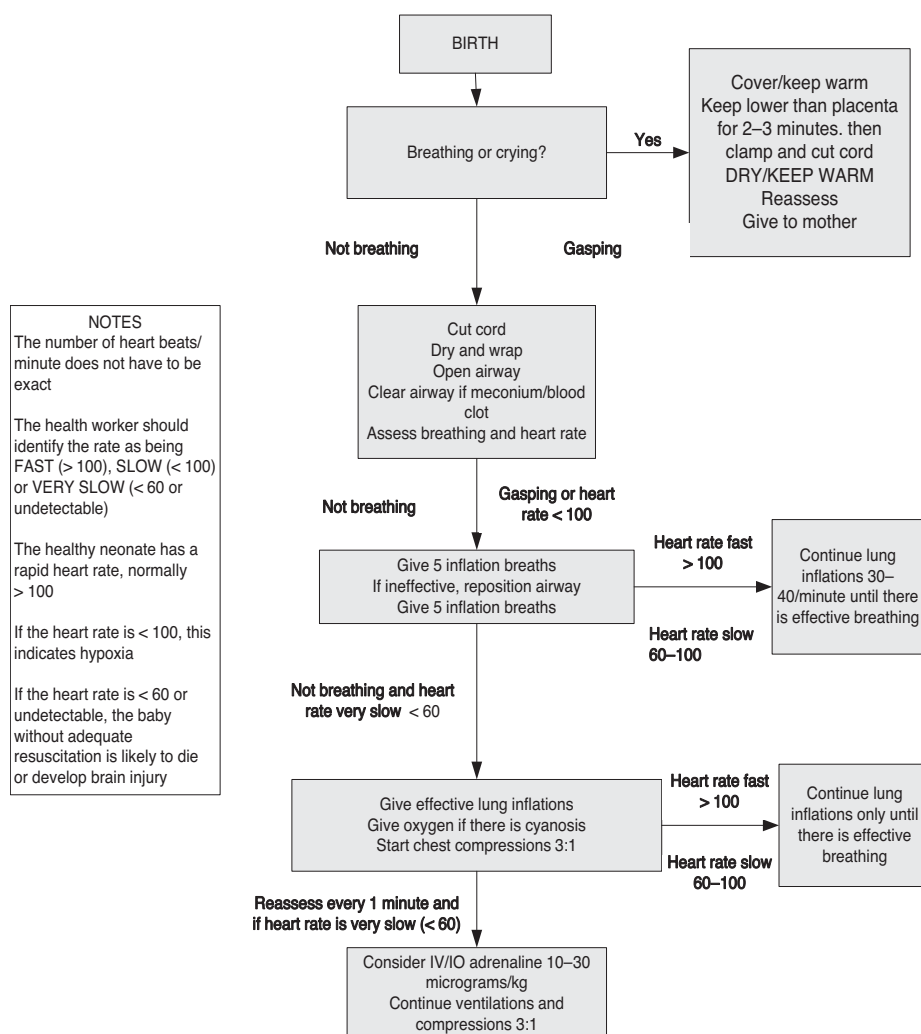 BIRTH
Breathing or crying?
Yes
Cover/keep warm
Keep lower than placenta
for 2–3 minutes. then
clamp and cut cord
DRY/KEEP WARM
Reassess
Give to mother
Not breathing
Gasping
Cut cord
Dry and wrap
Open airway
Clear airway if meconium/blood
clot
Assess breathing and heart rate
NOTES
The number of heart beats/
minute does not have to be
exact
The health worker should
identify the rate as being
FAST (> 100), SLOW (< 100)
or VERY SLOW (< 60 or
undetectable)
The healthy neonate has a
rapid heart rate, normally
> 100
If the heart rate is < 100, this
indicates hypoxia
If the heart rate is < 60 or
undetectable, the baby
without adequate
resuscitation is likely to die
or develop brain injury
Not breathing
Gasping or heart
rate < 100
Give 5 inflation breaths
If ineffective, reposition airway
Give 5 inflation breaths
Heart rate fast
> 100
Heart rate slow
60–100
Continue lung
inflations 30–
40/minute until there
is effective breathing
Not breathing and heart
rate very slow < 60
Give effective lung inflations
Give oxygen if there is cyanosis
Start chest compressions 3:1
Heart rate fast
> 100
Heart rate slow
60–100
Continue lung
inflations only until
there is effective
breathing
Reassess every 1 minute and
if heart rate is very slow (< 60)
Consider IV/IO adrenaline 10–30
micrograms/kg
Continue ventilations and
compressions 3:1